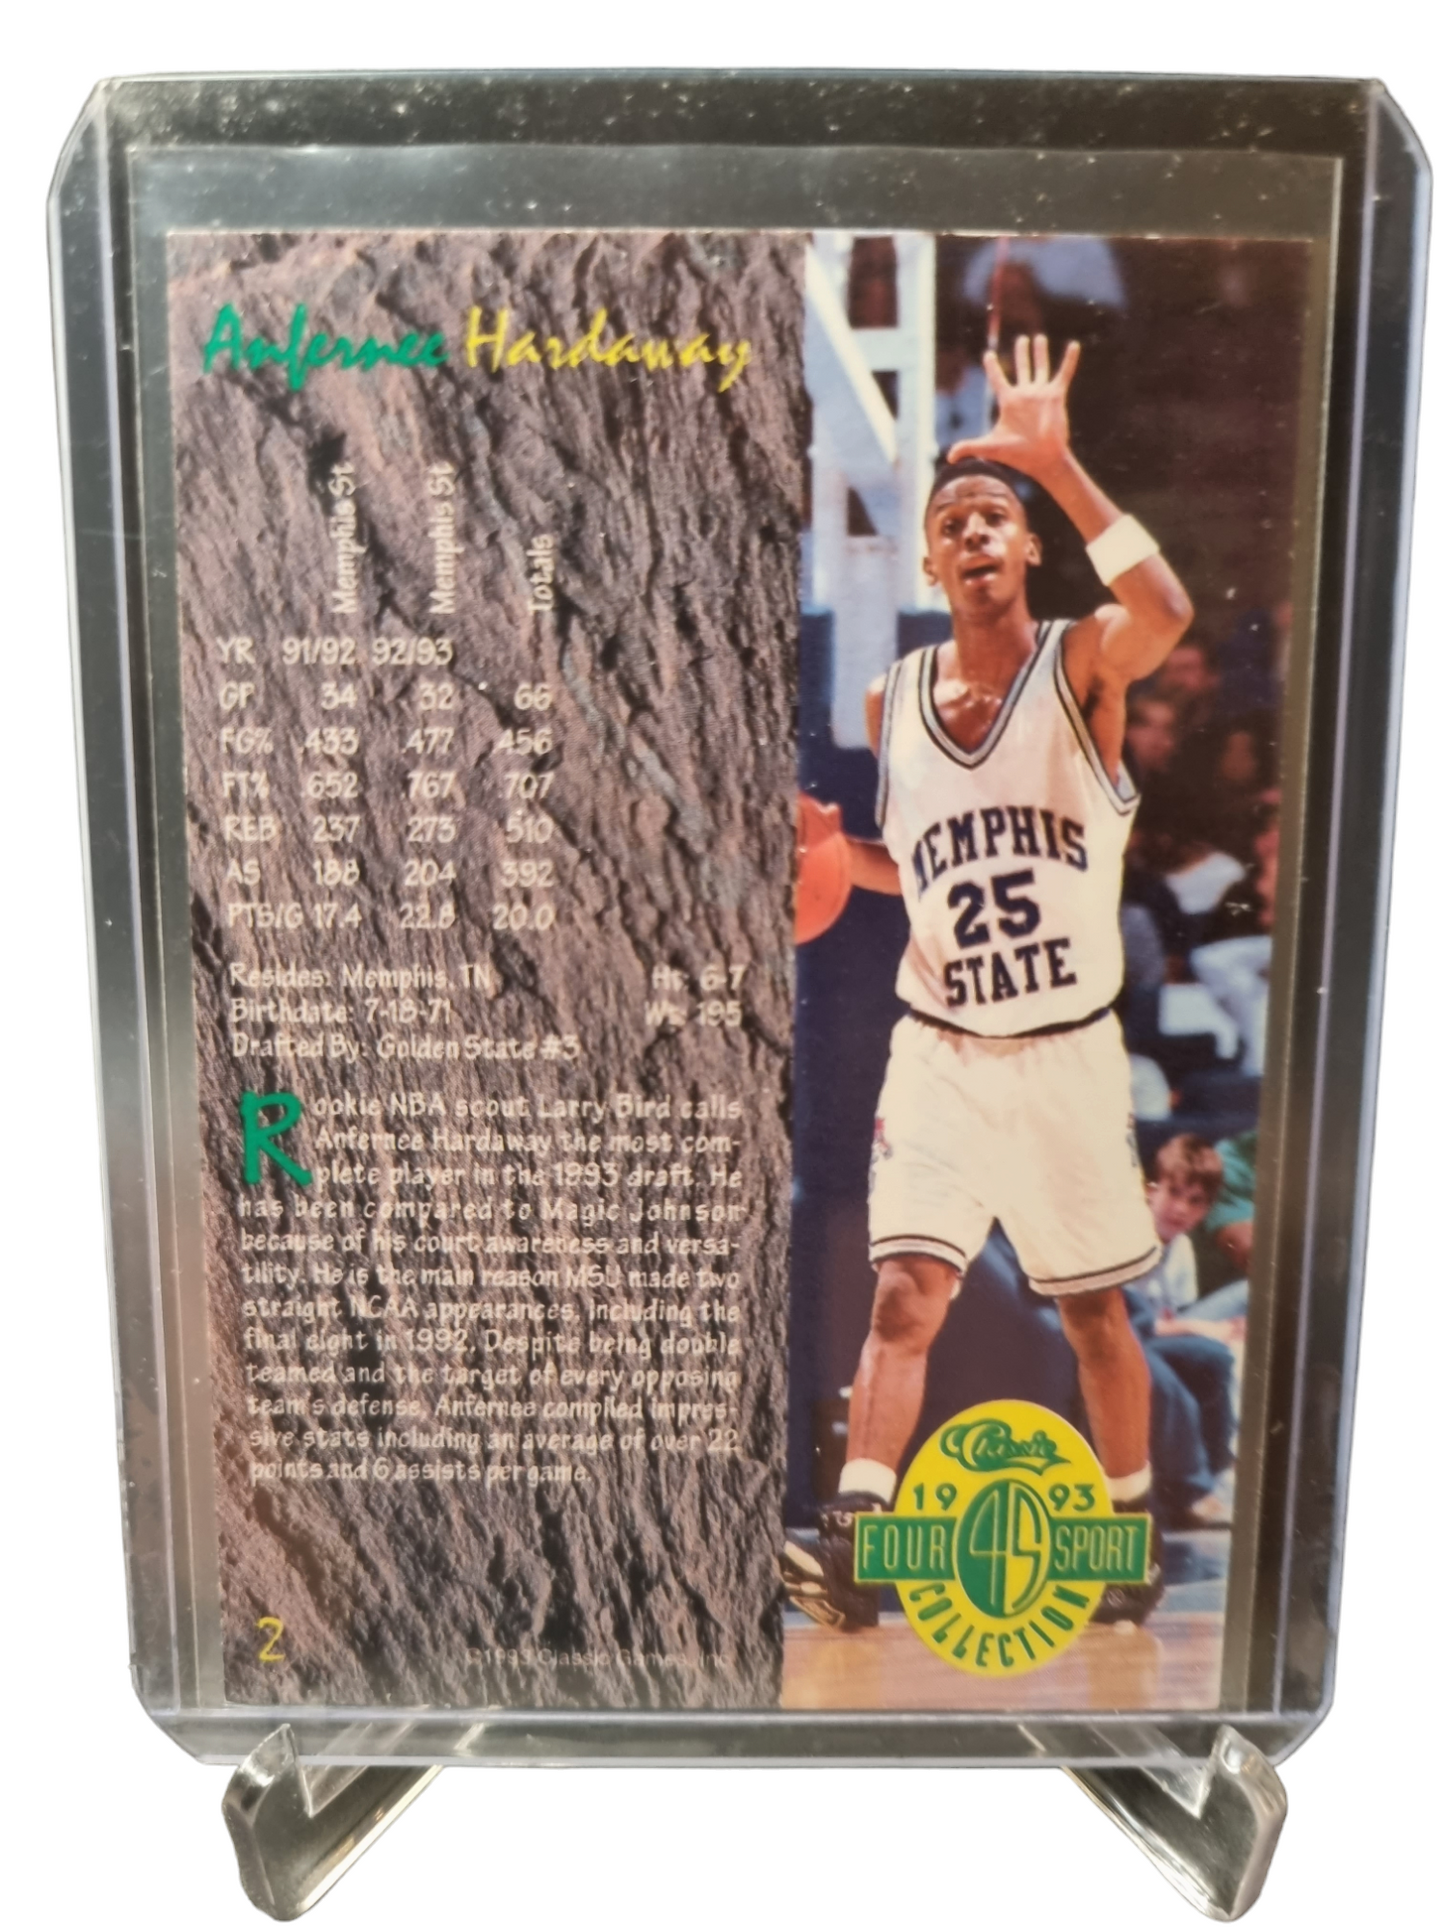 Anfernee Hardaway
Memphis St Memphis St Totals
YR 91/92 92/93
GP 34 32 66
FG% .433 .477 .456
FT% .652 .767 .707
REB 237 273 510
AS 188 204 392
PTS/G 17.4 22.8 20.0
Resides: Memphis, TN Ht: 6-7
Birthdate: 7-18-71 Wt: 195
Drafted By: Golden State #3
Rookie NBA scout Larry Bird calls
Anfernee Hardaway the most com-
plete player in the 1993 draft. He
has been compared to Magic Johnson
because of his court awareness and versa-
tility. He is the main reason MSU made two
straight NCAA appearances, including the
final eight in 1992. Despite being double
teamed and the target of every opposing
team's defense, Anfernee compiled impres-
sive stats including an average of over 22
points and 6 assists per game.
2
©1993 Classic Games, Inc.
MEMPHIS
25
STATE
Classic
1993
FOUR 4S SPORT
COLLECTION